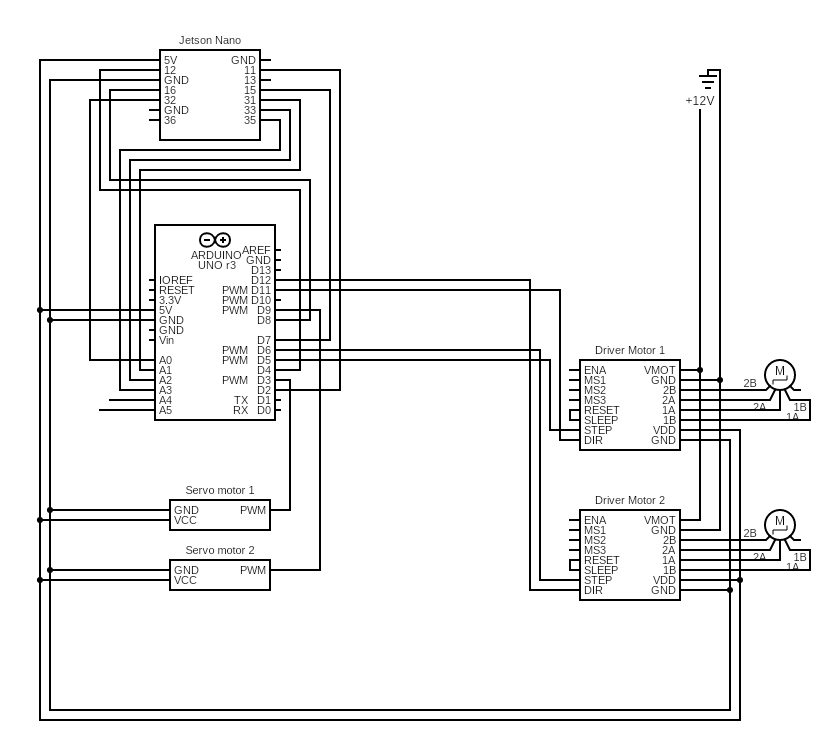 Jetson Nano
5V GND
12 11
GND 13
16 15
32 31
GND 33
36 35
+12V
ARDUINO
UNO r3
AREF
GND
D13
IOREF D12
RESET PWM D11
3.3V PWM D10
5V PWM D9
GND D8
GND
Vin D7
PWM D6
A0 PWM D5
A1 D4
A2 PWM D3
A3 D2
A4 TX D1
A5 RX D0
Driver Motor 1
ENA VMOT
MS1 GND
MS2 2B
MS3 2A
RESET 1A
SLEEP 1B
STEP VDD
DIR GND
M
2B
2A 1B
1A
Servo motor 1
GND PWM
VCC
Servo motor 2
GND PWM
VCC
Driver Motor 2
ENA VMOT
MS1 GND
MS2 2B
MS3 2A
RESET 1A
SLEEP 1B
STEP VDD
DIR GND
M
2B
2A 1B
1A